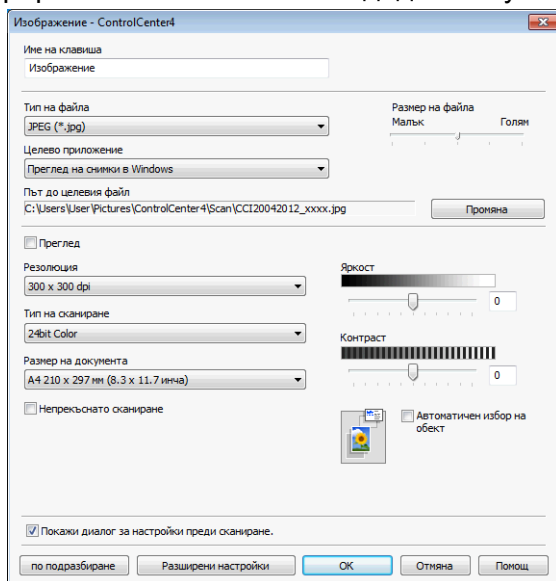 Изображение - ControlCenter4
Име на клавиша
Изображение
Тип на файла
JPEG (*.jpg)
Размер на файла
Малък Голям
Целево приложение
Преглед на снимки в Windows
Път до целевия файл
C:\Users\User\Pictures\ControlCenter4\Scan\CCI20042012_xxxx.jpg
Промяна
Преглед
Резолюция
300 x 300 dpi
Яркост
0
Тип на сканиране
24bit Color
Контраст
0
Размер на документа
A4 210 x 297 мм (8.3 x 11.7 инча)
Непрекъснато сканиране
Автоматичен избор на
обект
Покажи диалог за настройки преди сканиране.
по подразбиране Разширени настройки OK Отмяна Помощ